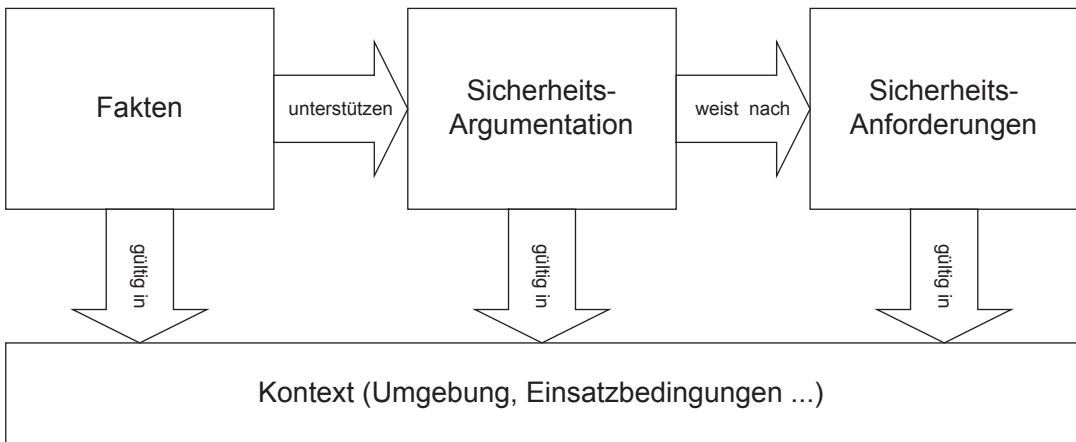 Fakten
unterstützen
Sicherheits-
Argumentation
weist nach
Sicherheits-
Anforderungen
gültig in
gültig in
gültig in
Kontext (Umgebung, Einsatzbedingungen ...)